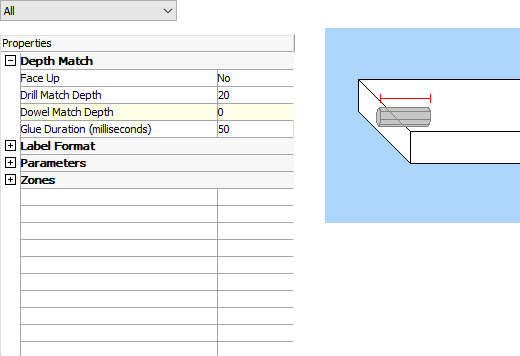 All
Properties
Depth Match
Face Up No
Drill Match Depth 20
Dowel Match Depth 0
Glue Duration (milliseconds) 50
Label Format
Parameters
Zones